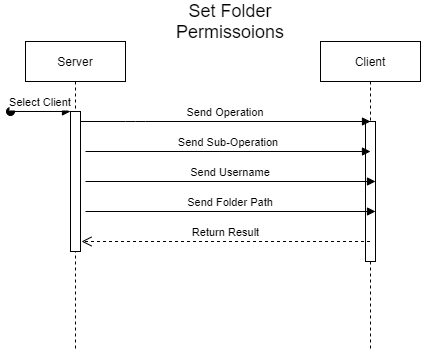 Set Folder
Permissoions
Server
Client
Select Client
Send Operation
Send Sub-Operation
Send Username
Send Folder Path
Return Result